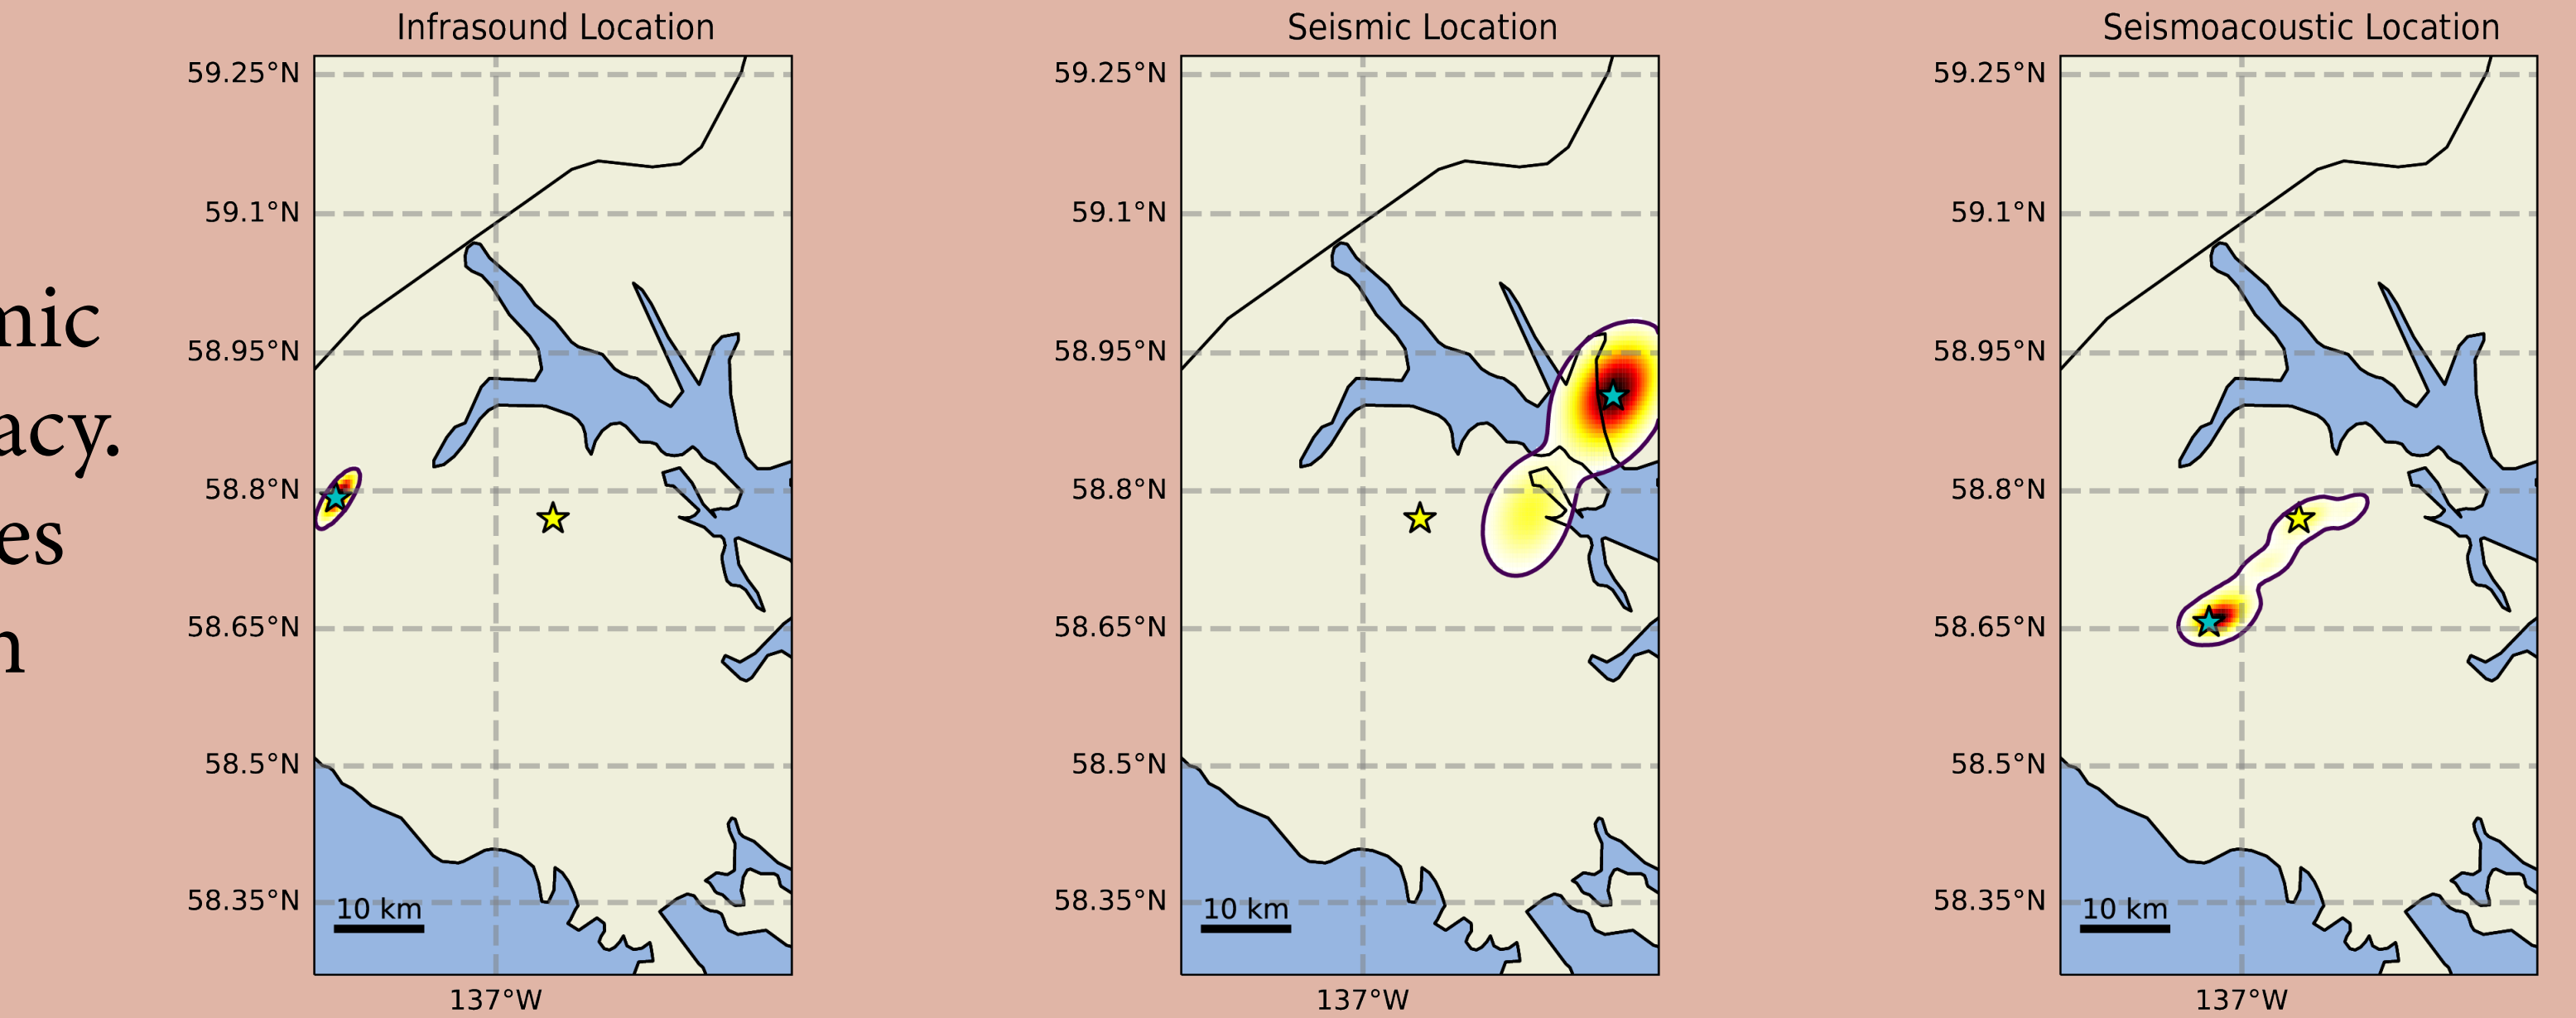 mic
acy.
es
n
Infrasound Location
59.25°N
59.1°N
58.95°N
58.8°N
58.65°N
58.5°N
58.35°N
10 km
137°W
Seismic Location
59.25°N
59.1°N
58.95°N
58.8°N
58.65°N
58.5°N
58.35°N
10 km
137°W
Seismoacoustic Location
59.25°N
59.1°N
58.95°N
58.8°N
58.65°N
58.5°N
58.35°N
10 km
137°W